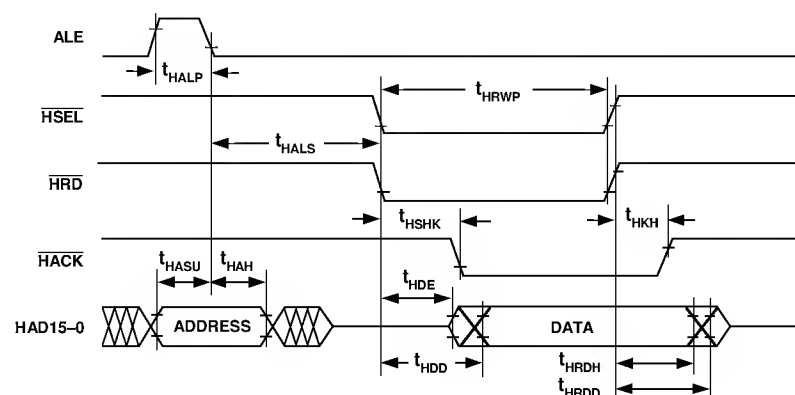 ALE
tHALP
HSEL
tHRWP
tHALS
HRD
tHSHK
tHKH
HACK
tHASU
tHAH
tHDE
HAD15–0
ADDRESS
DATA
tHDD
tHRDH
tHRDD